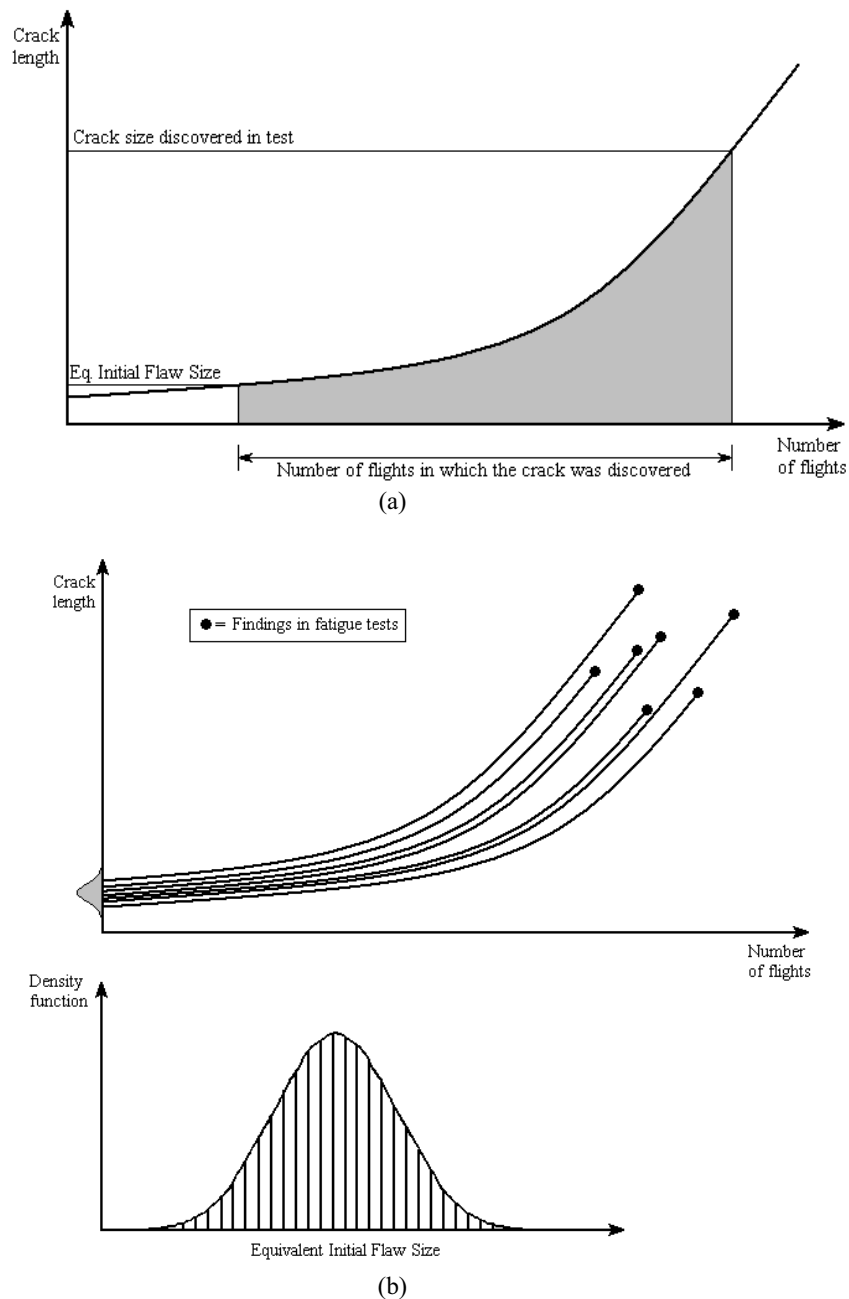 Crack
length
Crack size discovered in test
Eq. Initial Flaw Size
Number
of flights
Number of flights in which the crack was discovered
(a)
Crack
length
= Findings in fatigue tests
Number
of flights
Density
function
Equivalent Initial Flaw Size
(b)